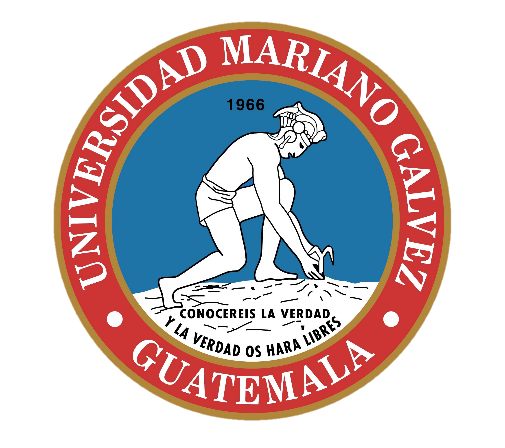 UNIVERSIDAD MARIANO GALVEZ
1966
CONOCEREIS LA VERDAD
Y LA VERDAD OS HARA LIBRES
GUATEMALA